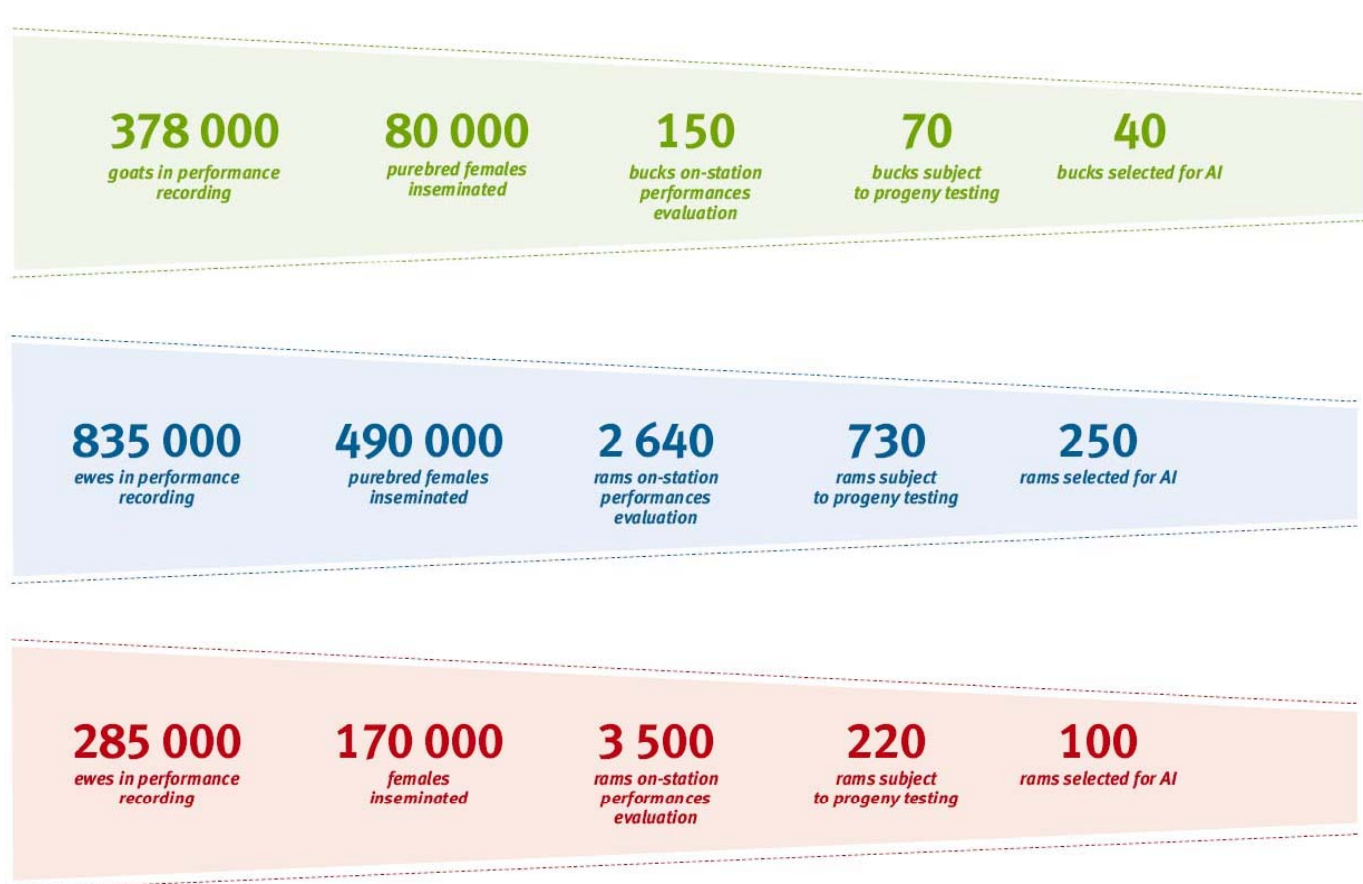 378 000
goats in performance
recording
80 000
purebred females
inseminated
150
bucks on-station
performances
evaluation
70
bucks subject
to progeny testing
40
bucks selected for AI
835 000
ewes in performance
recording
490 000
purebred females
inseminated
2 640
rams on-station
performances
evaluation
730
rams subject
to progeny testing
250
rams selected for AI
285 000
ewes in performance
recording
170 000
females
inseminated
3 500
rams on-station
performances
evaluation
220
rams subject
to progeny testing
100
rams selected for AI